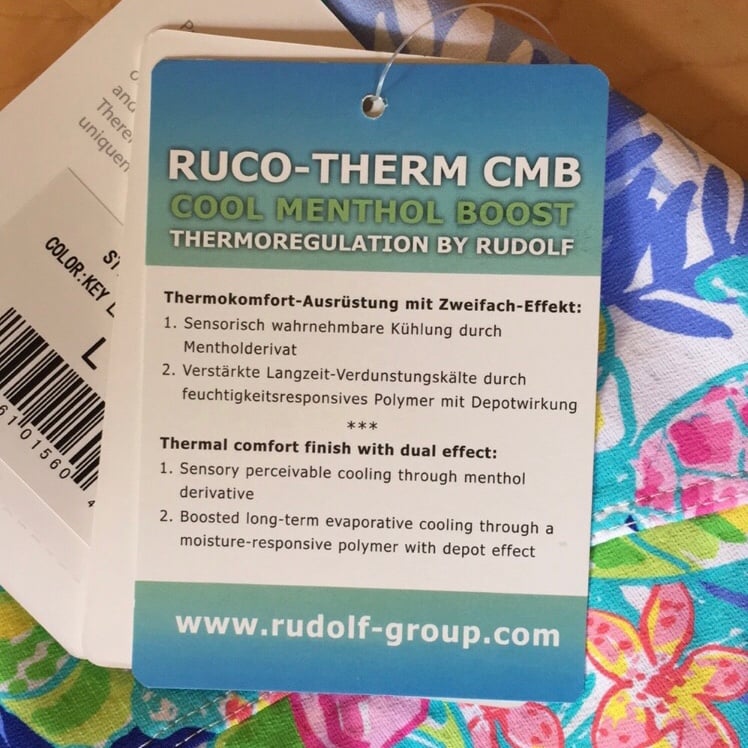 RUCO-THERM CMB
COOL MENTHOL BOOST
THERMOREGULATION BY RUDOLF
Thermokomfort-Ausrüstung mit Zweifach-Effekt:
1. Sensorisch wahrnehmbare Kühlung durch
Mentholderivat
2. Verstärkte Langzeit-Verdunstungskälte durch
feuchtigkeitsresponsives Polymer mit Depotwirkung
***
Thermal comfort finish with dual effect:
1. Sensory perceivable cooling through menthol
derivative
2. Boosted long-term evaporative cooling through a
moisture-responsive polymer with depot effect
www.rudolf-group.com
and
COLOR:KEY
L
6101560 4